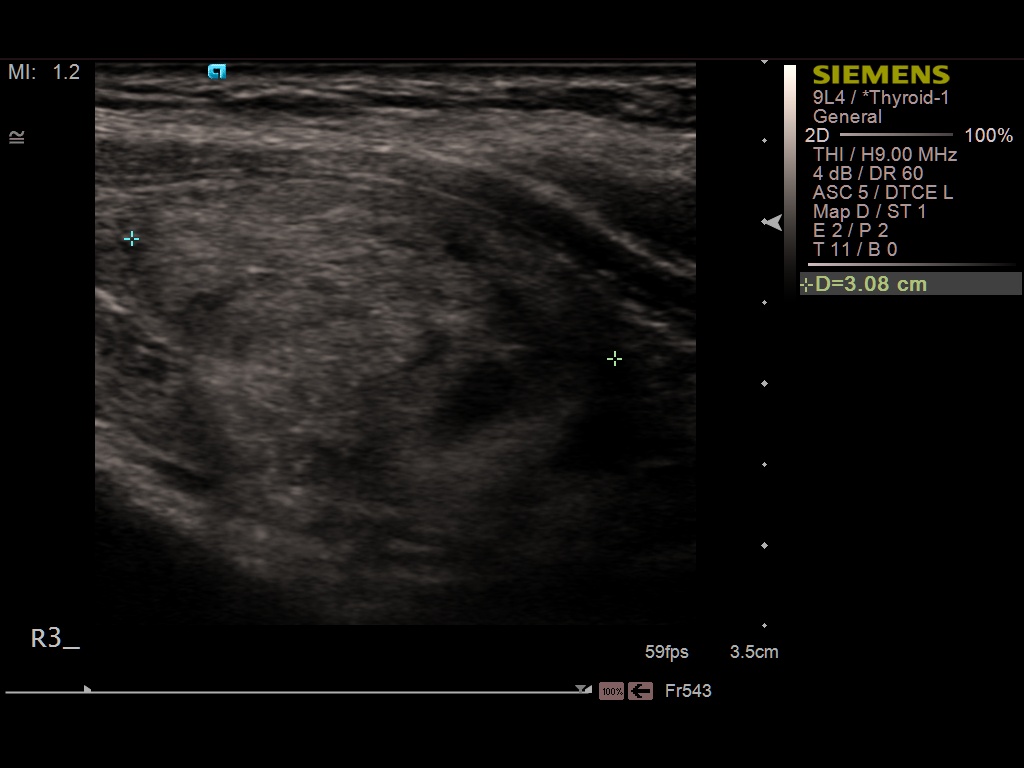 MI: 1.2
SIEMENS
9L4 / *Thyroid-1
General
2D 100%
THI / H9.00 MHz
4 dB / DR 60
ASC 5 / DTCE L
Map D / ST 1
E 2 / P 2
T 11 / B 0
D=3.08 cm
R3_
59fps 3.5cm
100% Fr543